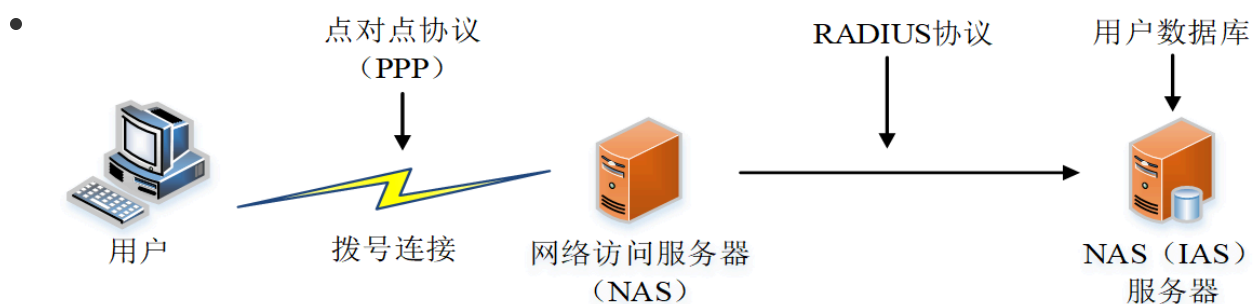 点对点协议
（PPP）
RADIUS协议
用户数据库
用户
拨号连接
网络访问服务器
（NAS）
NAS（IAS）
服务器